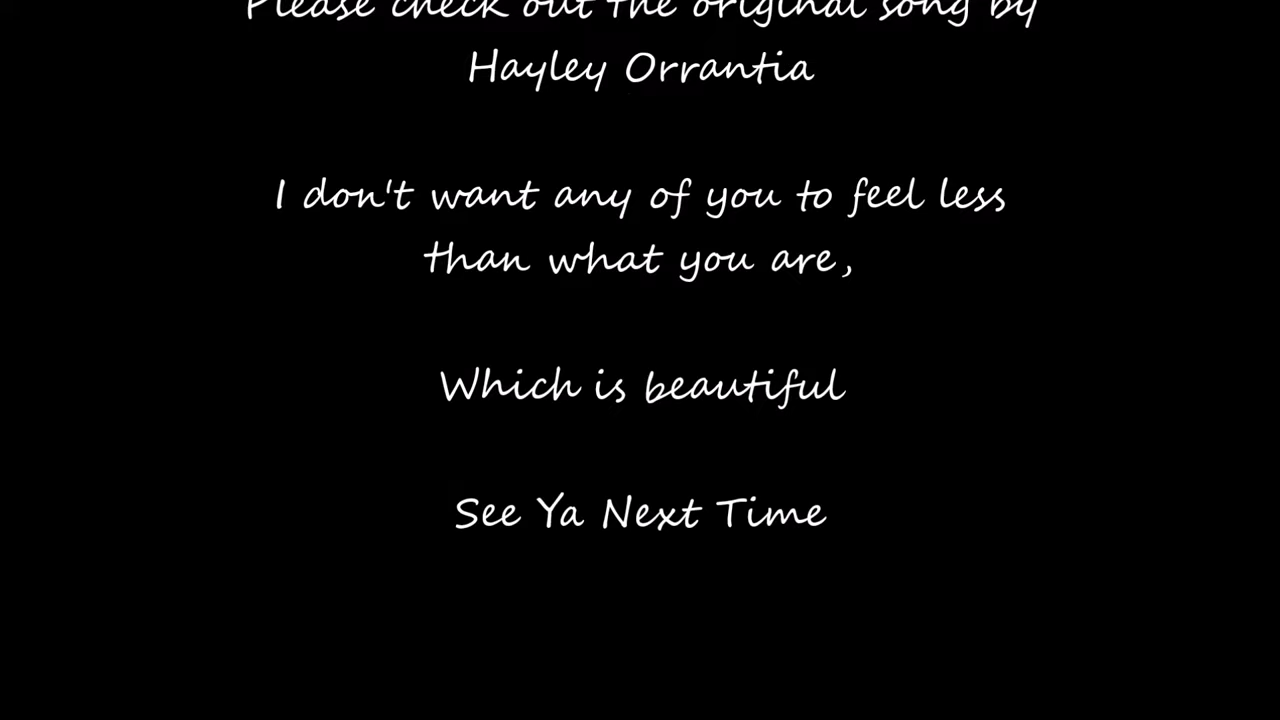 Please check out the original song by
Hayley Orrantia
I don't want any of you to feel less
than what you are,
Which is beautiful
See Ya Next Time